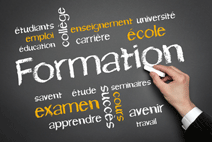 étudiants collège enseignement université
emploi carrière école
éducation
Formation
savent étude succès cours séminaires
examen avenir
apprendre travail